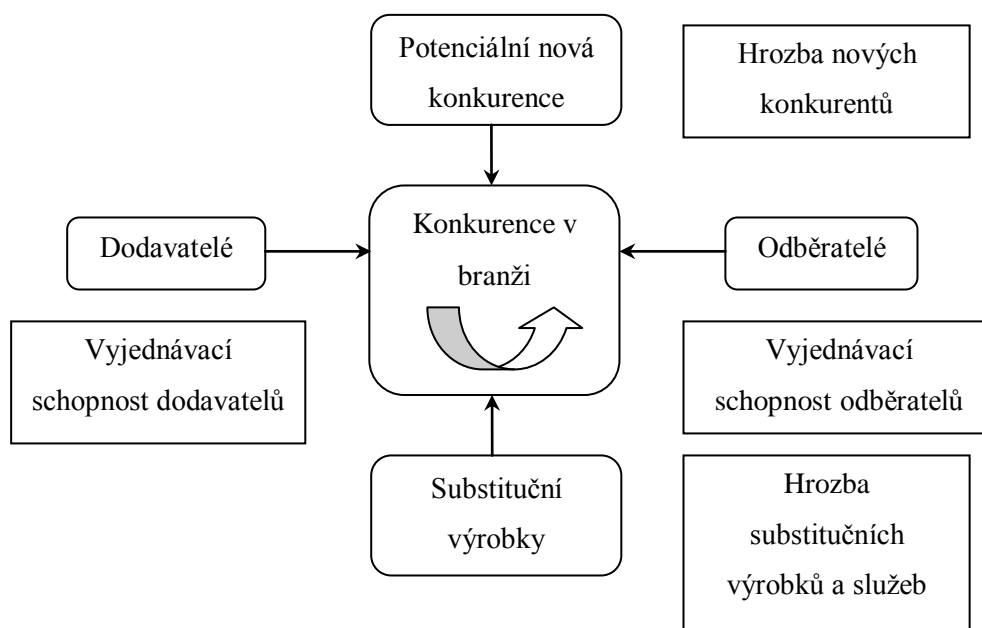 Potenciální nová
konkurence
Hrozba nových
konkurentů
Dodavatelé
Konkurence v
branži
Odběratelé
Vyjednávací
schopnost dodavatelů
Vyjednávací
schopnost odběratelů
Substituční
výrobky
Hrozba
substitučních
výrobků a služeb